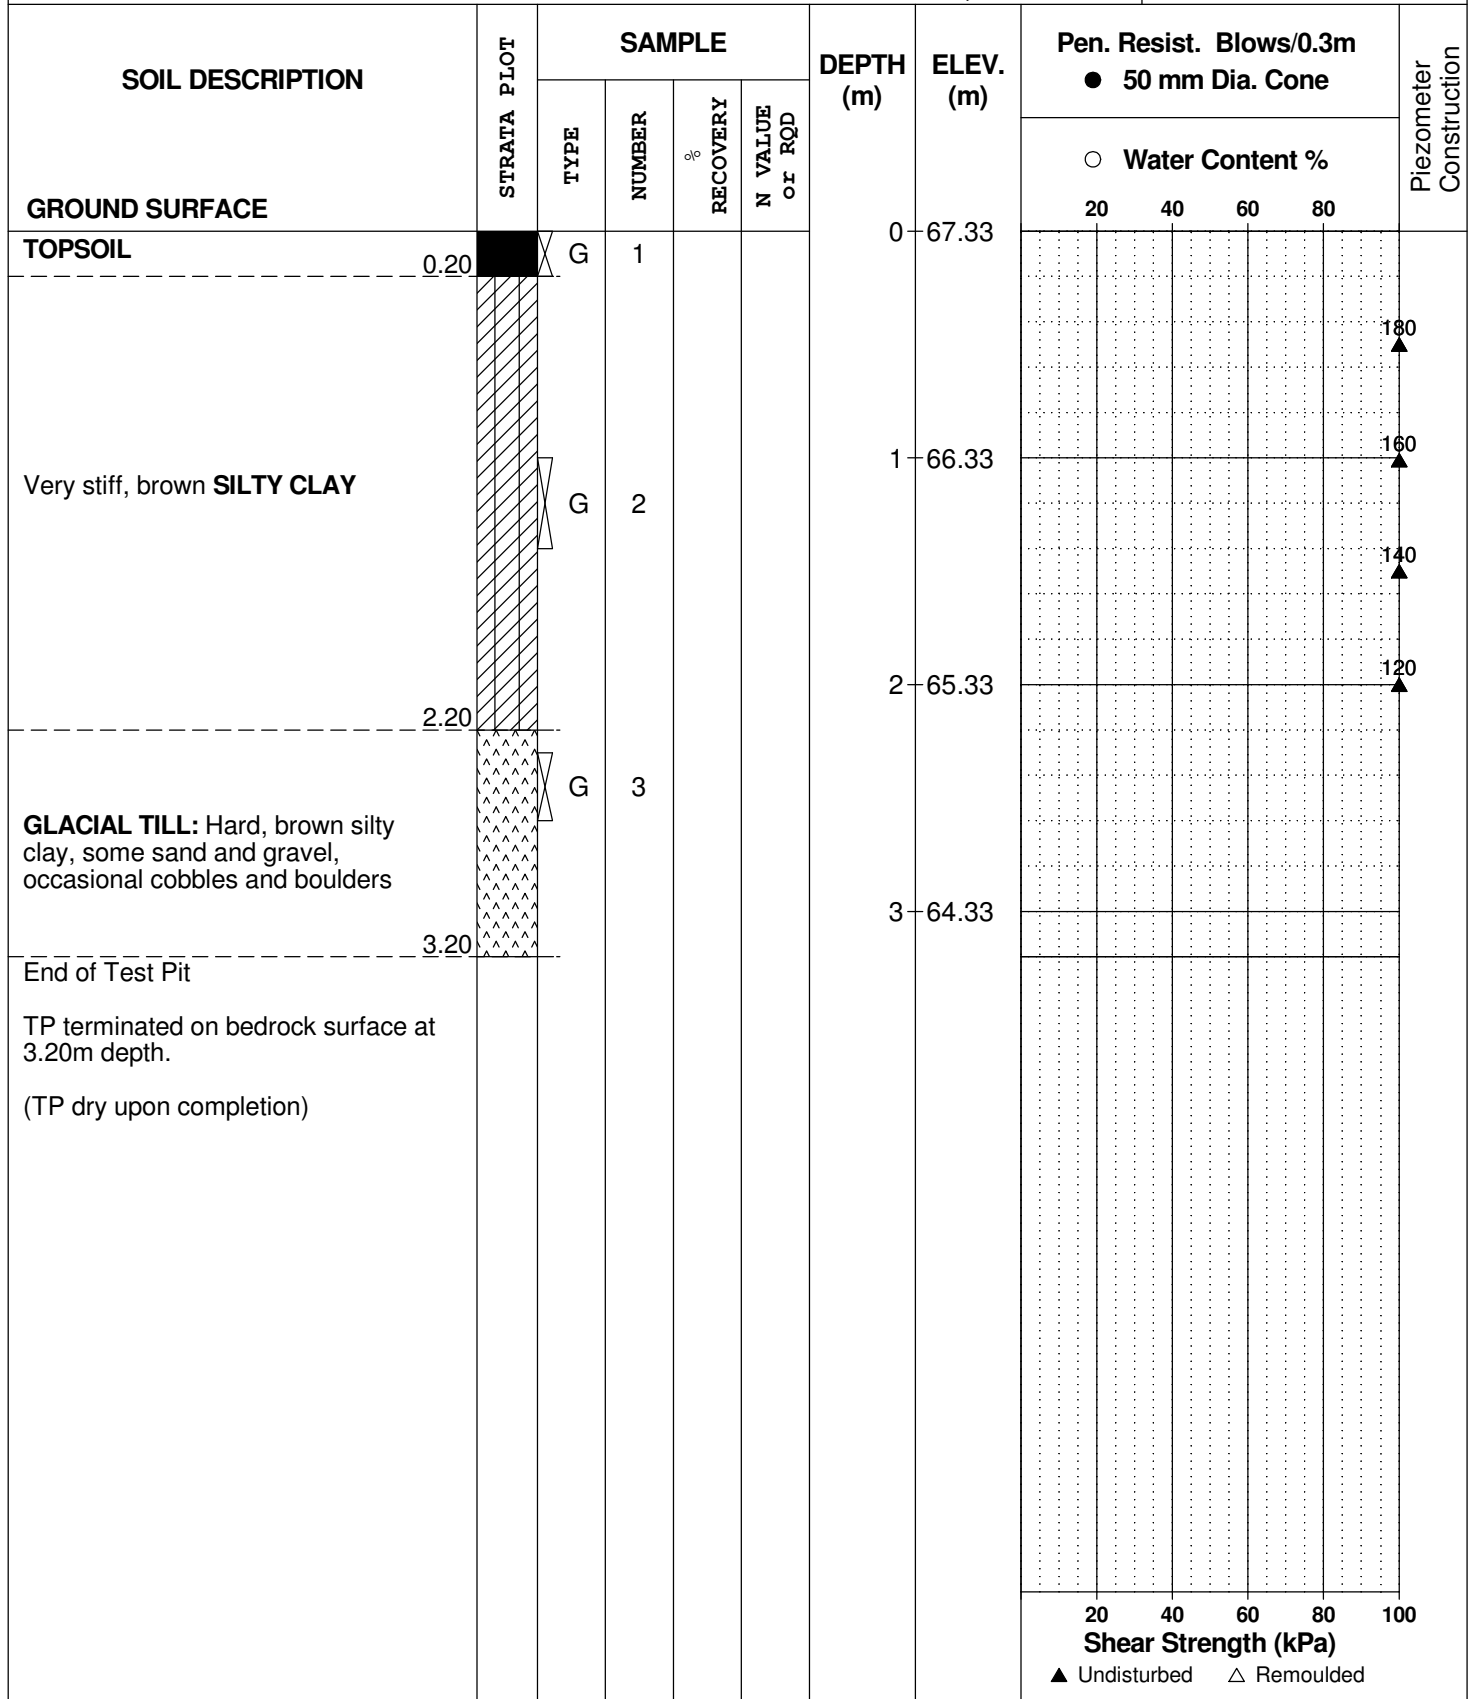 SOIL DESCRIPTION
GROUND SURFACE
STRATA PLOT
SAMPLE
TYPE
NUMBER
%
RECOVERY
N VALUE
or RQD
DEPTH
(m)
ELEV.
(m)
Pen. Resist. Blows/0.3m
● 50 mm Dia. Cone
○ Water Content %
20 40 60 80
Piezometer
Construction
TOPSOIL
0.20
G 1
0 67.33
180
160
1 66.33
Very stiff, brown SILTY CLAY
G 2
140
120
2 65.33
2.20
G 3
GLACIAL TILL: Hard, brown silty
clay, some sand and gravel,
occasional cobbles and boulders
3 64.33
3.20
End of Test Pit
TP terminated on bedrock surface at
3.20m depth.
(TP dry upon completion)
20 40 60 80 100
Shear Strength (kPa)
▲ Undisturbed △ Remoulded